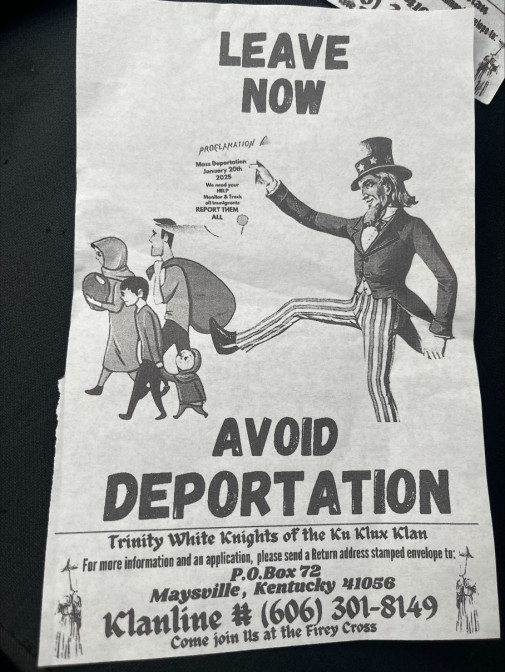 LEAVE
NOW
PROCLAMATION
Mass Deportation
January 20th
2025
We need your
HELP
Monitor & Track
all Immigrants
REPORT THEM
ALL
AVOID
DEPORTATION
Trinity White Knights of the Ku Klux Klan
For more information and an application, please send a Return address stamped envelope to:
P.O.Box 72
Maysville, Kentucky 41056
Klanline # (606) 301-8149
Come join Us at the Firey Cross